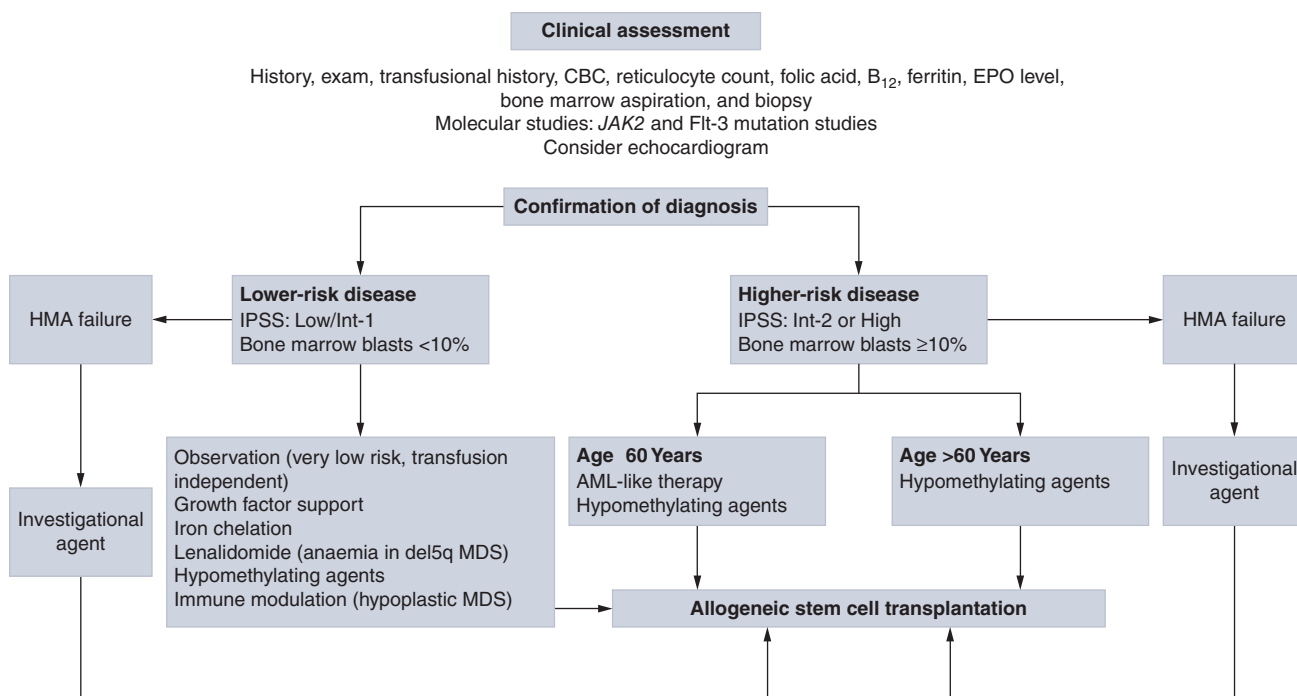 Clinical assessment
History, exam, transfusional history, CBC, reticulocyte count, folic acid, B12, ferritin, EPO level,
bone marrow aspiration, and biopsy
Molecular studies: JAK2 and Flt-3 mutation studies
Consider echocardiogram
Confirmation of diagnosis
HMA failure
Lower-risk disease
IPSS: Low/Int-1
Bone marrow blasts <10%
Higher-risk disease
IPSS: Int-2 or High
Bone marrow blasts ≥10%
HMA failure
Investigational
agent
Observation (very low risk, transfusion
independent)
Growth factor support
Iron chelation
Lenalidomide (anaemia in del5q MDS)
Hypomethylating agents
Immune modulation (hypoplastic MDS)
Age 60 Years
AML-like therapy
Hypomethylating agents
Age >60 Years
Hypomethylating agents
Investigational
agent
Allogeneic stem cell transplantation